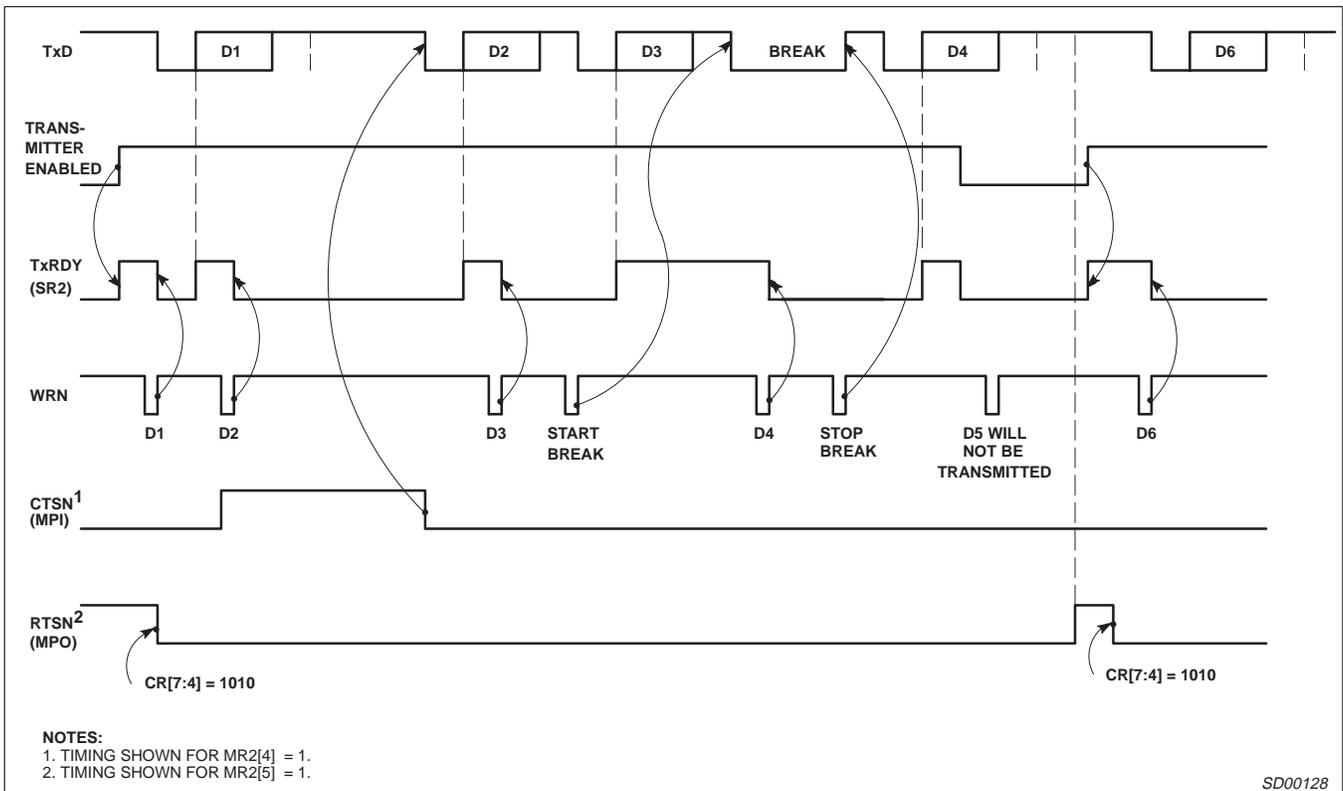 TxD
D1
D2
D3
BREAK
D4
D6
TRANS-
MITTER
ENABLED
TxRDY
(SR2)
WRN
D1
D2
D3
START
BREAK
D4
STOP
BREAK
D5 WILL
NOT BE
TRANSMITTED
D6
CTSN1
(MPI)
RTSN2
(MPO)
CR[7:4] = 1010
CR[7:4] = 1010
NOTES:
1. TIMING SHOWN FOR MR2[4] = 1.
2. TIMING SHOWN FOR MR2[5] = 1.
SD00128